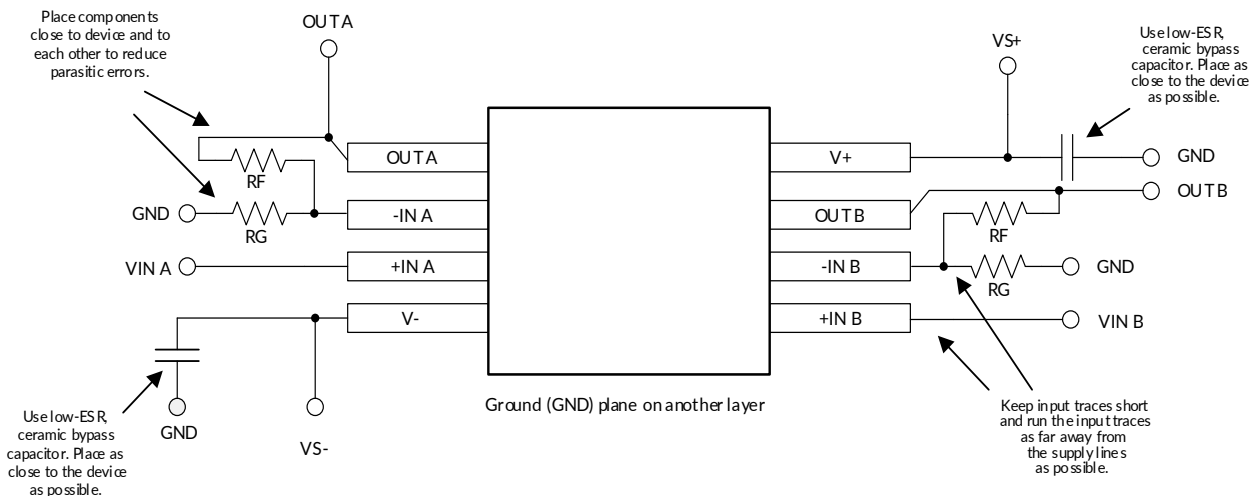 Place components
close to device and to
each other to reduce
parasitic errors.
OUT A
VS+
Use low-ESR,
ceramic bypass
capacitor. Place as
close to the device
as possible.
OUT A
V+
GND
RF
OUT B
GND
-IN A
OUT B
RG
RF
VIN A
+IN A
-IN B
GND
RG
V-
+IN B
VIN B
Ground (GND) plane on another layer
Use low-ESR,
ceramic bypass
capacitor. Place as
close to the device
as possible.
GND
VS-
Keep input traces short
and run the input traces
as far away from
the supply lines
as possible.